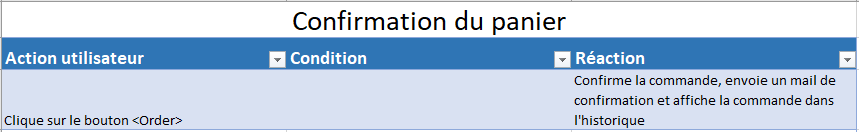 Confirmation du panier
Action utilisateur Condition Réaction
Clique sur le bouton <Order>
Confirme la commande, envoie un mail de
confirmation et affiche la commande dans
l'historique